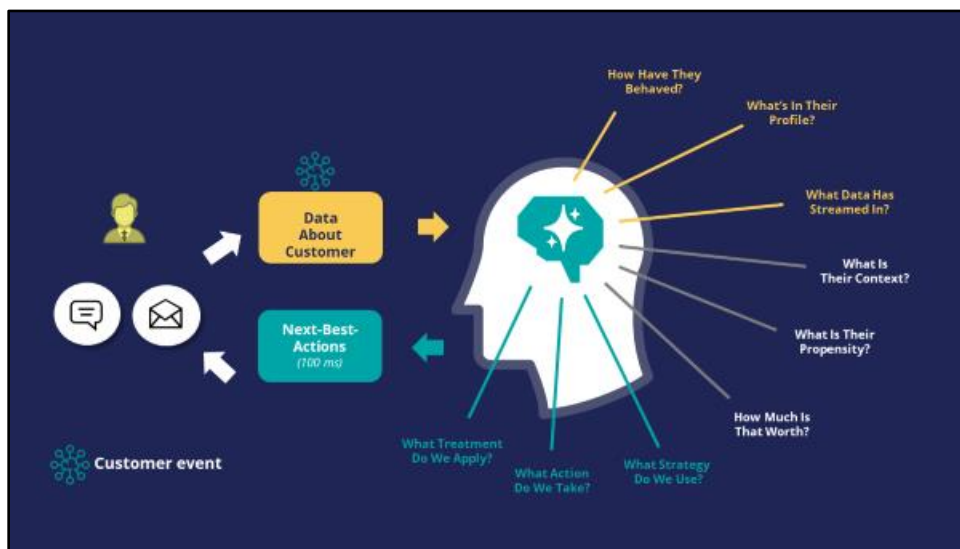 How Have They
Behaved?
What's In Their
Profile?
Data
About
Customer
What Data Has
Streamed In?
What Is
Their Context?
Next-Best-
Actions
(100 ms)
What Is Their
Propensity?
How Much Is
That Worth?
What Treatment
Do We Apply?
What Action
Do We Take?
What Strategy
Do We Use?
Customer event